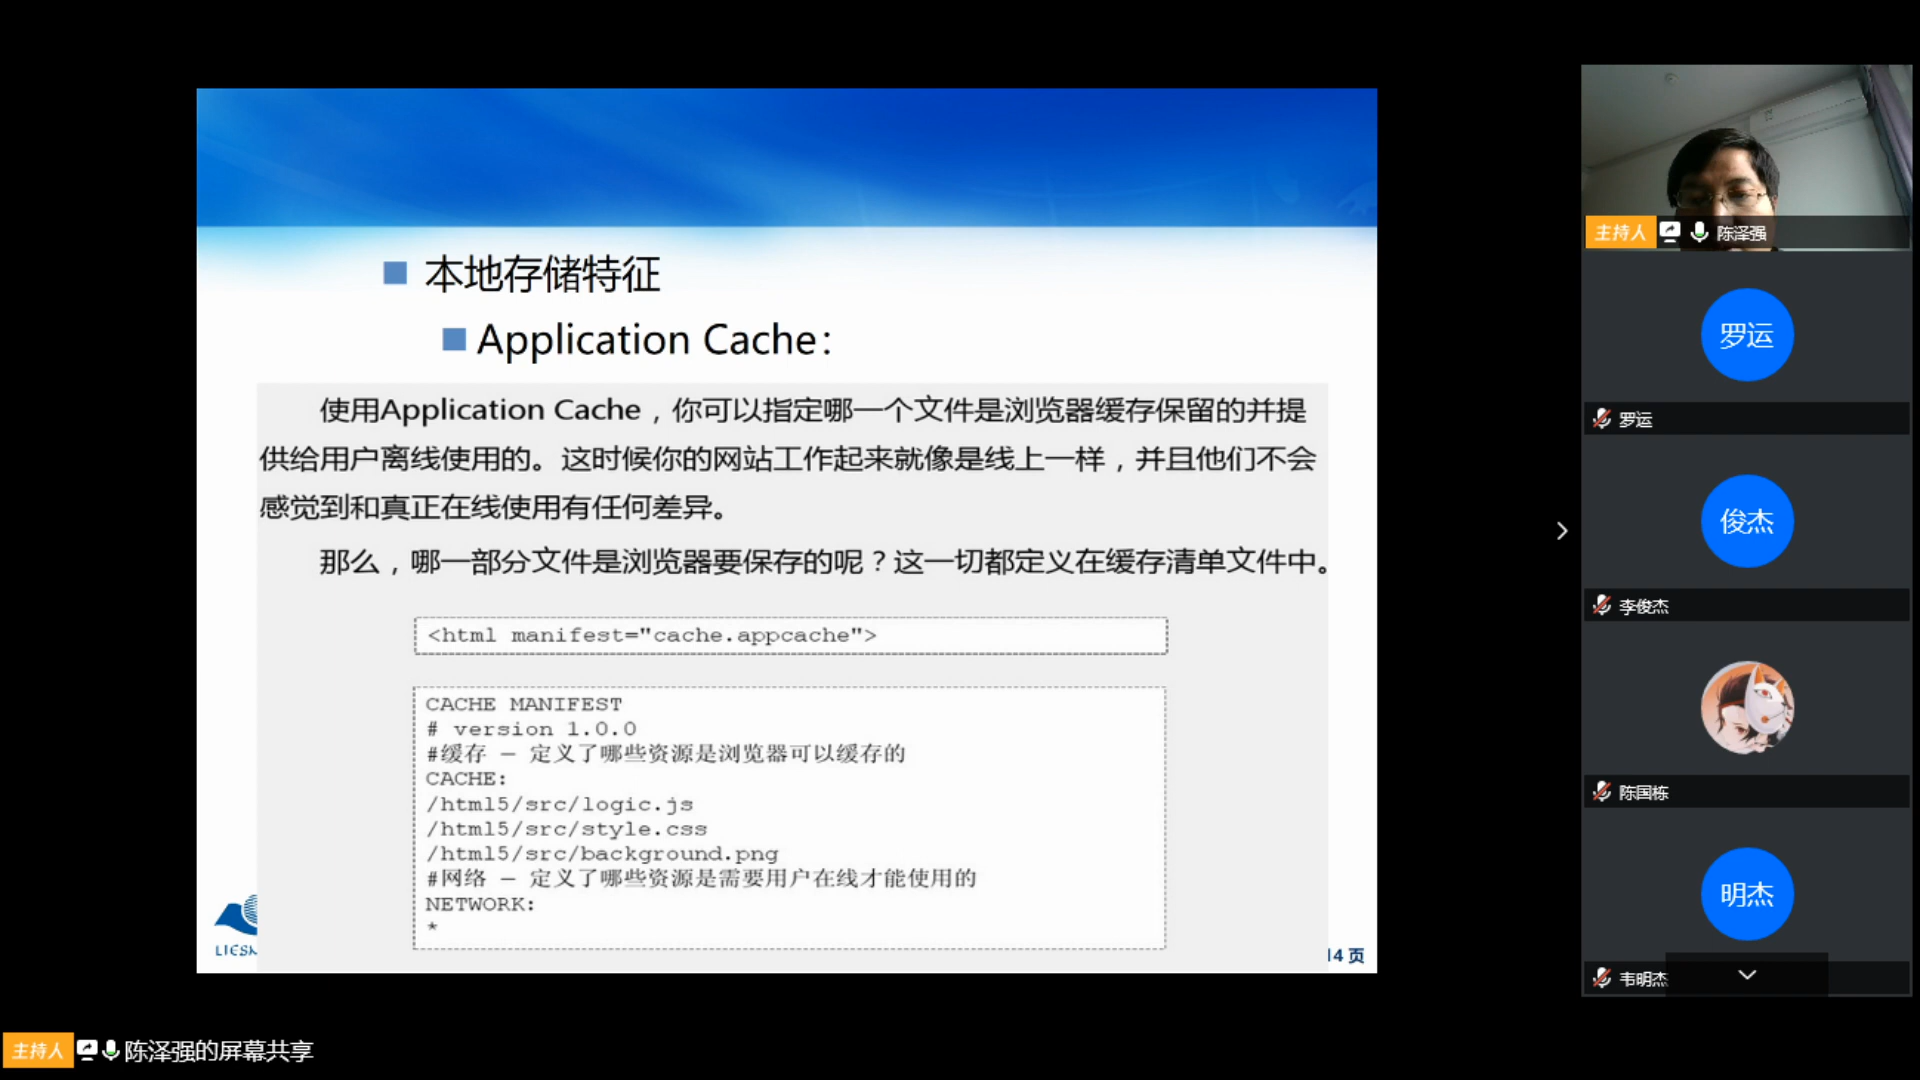 本地存储特征
Application Cache：
使用Application Cache，你可以指定哪一个文件是浏览器缓存保留的并提
供给用户离线使用的。这时候你的网站工作起来就像是线上一样，并且他们不会
感觉到和真正在线使用有任何差异。
那么，哪一部分文件是浏览器要保存的呢？这一切都定义在缓存清单文件中。
<html manifest="cache.appcache">
CACHE MANIFEST
# version 1.0.0
#缓存 — 定义了哪些资源是浏览器可以缓存的
CACHE:
/html5/src/logic.js
/html5/src/style.css
/html5/src/background.png
#网络 — 定义了哪些资源是需要用户在线才能使用的
NETWORK:
*
14 页
主持人 陈泽强
罗运
罗运
俊杰
李俊杰
陈国栋
明杰
韦明杰
主持人 陈泽强的屏幕共享